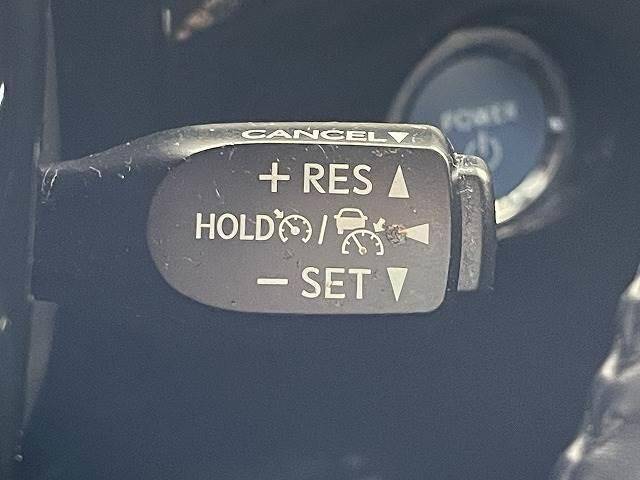 CANCEL▼
+ RES ▲
HOLD / ◀
− SET ▼
POWER